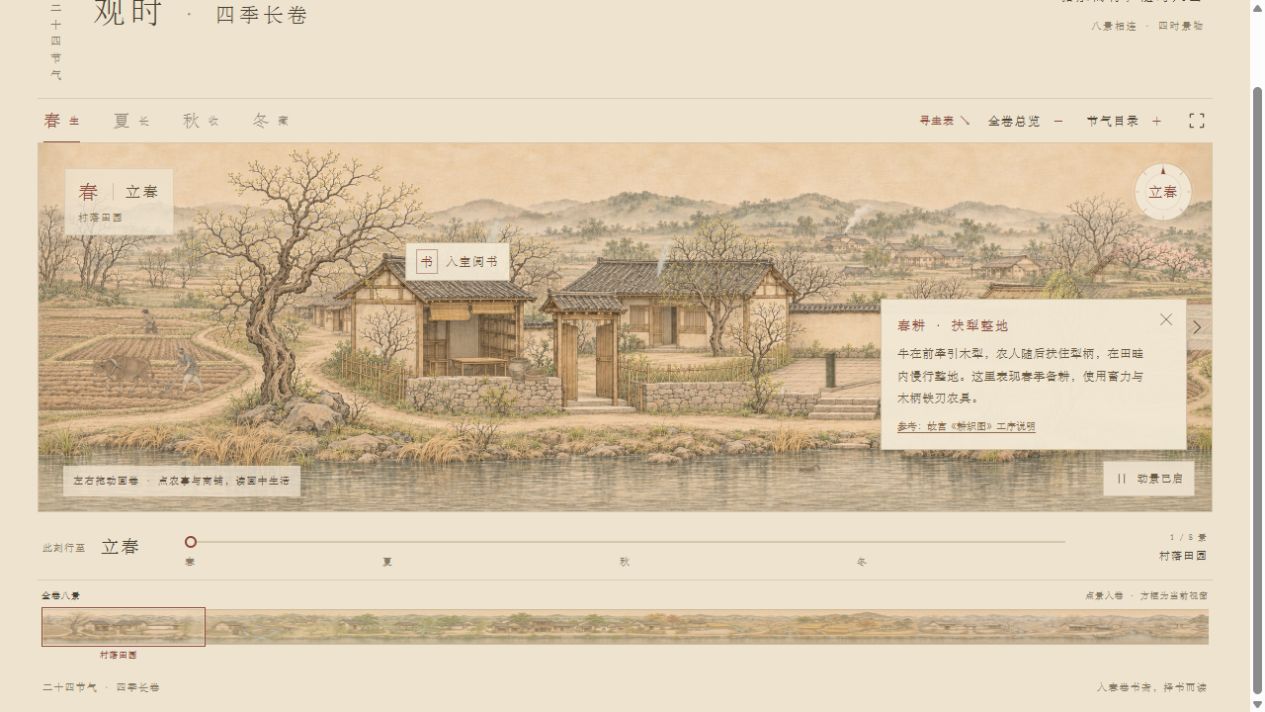 二十四节气
观时 · 四季长卷
八景相连 · 四时景物
春 生
夏 长
秋 收
冬 藏
寻坐表
全卷总览
节气目录
春 立春
村落田园
立春
书 入室阅书
春耕 · 扶犁整地
牛在前牵引木犁，农人随后扶住犁柄，在田畦
内慢行整地。这里表现春季备耕，使用畜力与
木柄铁刃农具。
参考：故宫《耕织图》工序说明
左右拖动画卷 · 点农事与商铺，读画中生活
动景已启
此刻行至 立春
春
夏
秋
冬
1 / 8 景
村落田园
全卷八景
点景入卷 · 方框为当前视窗
村落田园
二十四节气 · 四季长卷
入春卷书斋，择书而读